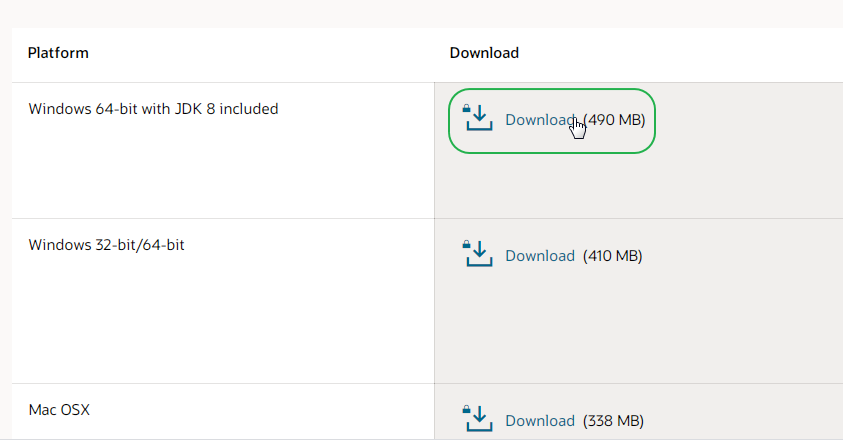 Platform Download
Windows 64-bit with JDK 8 included Download (490 MB)
Windows 32-bit/64-bit Download (410 MB)
Mac OSX Download (338 MB)